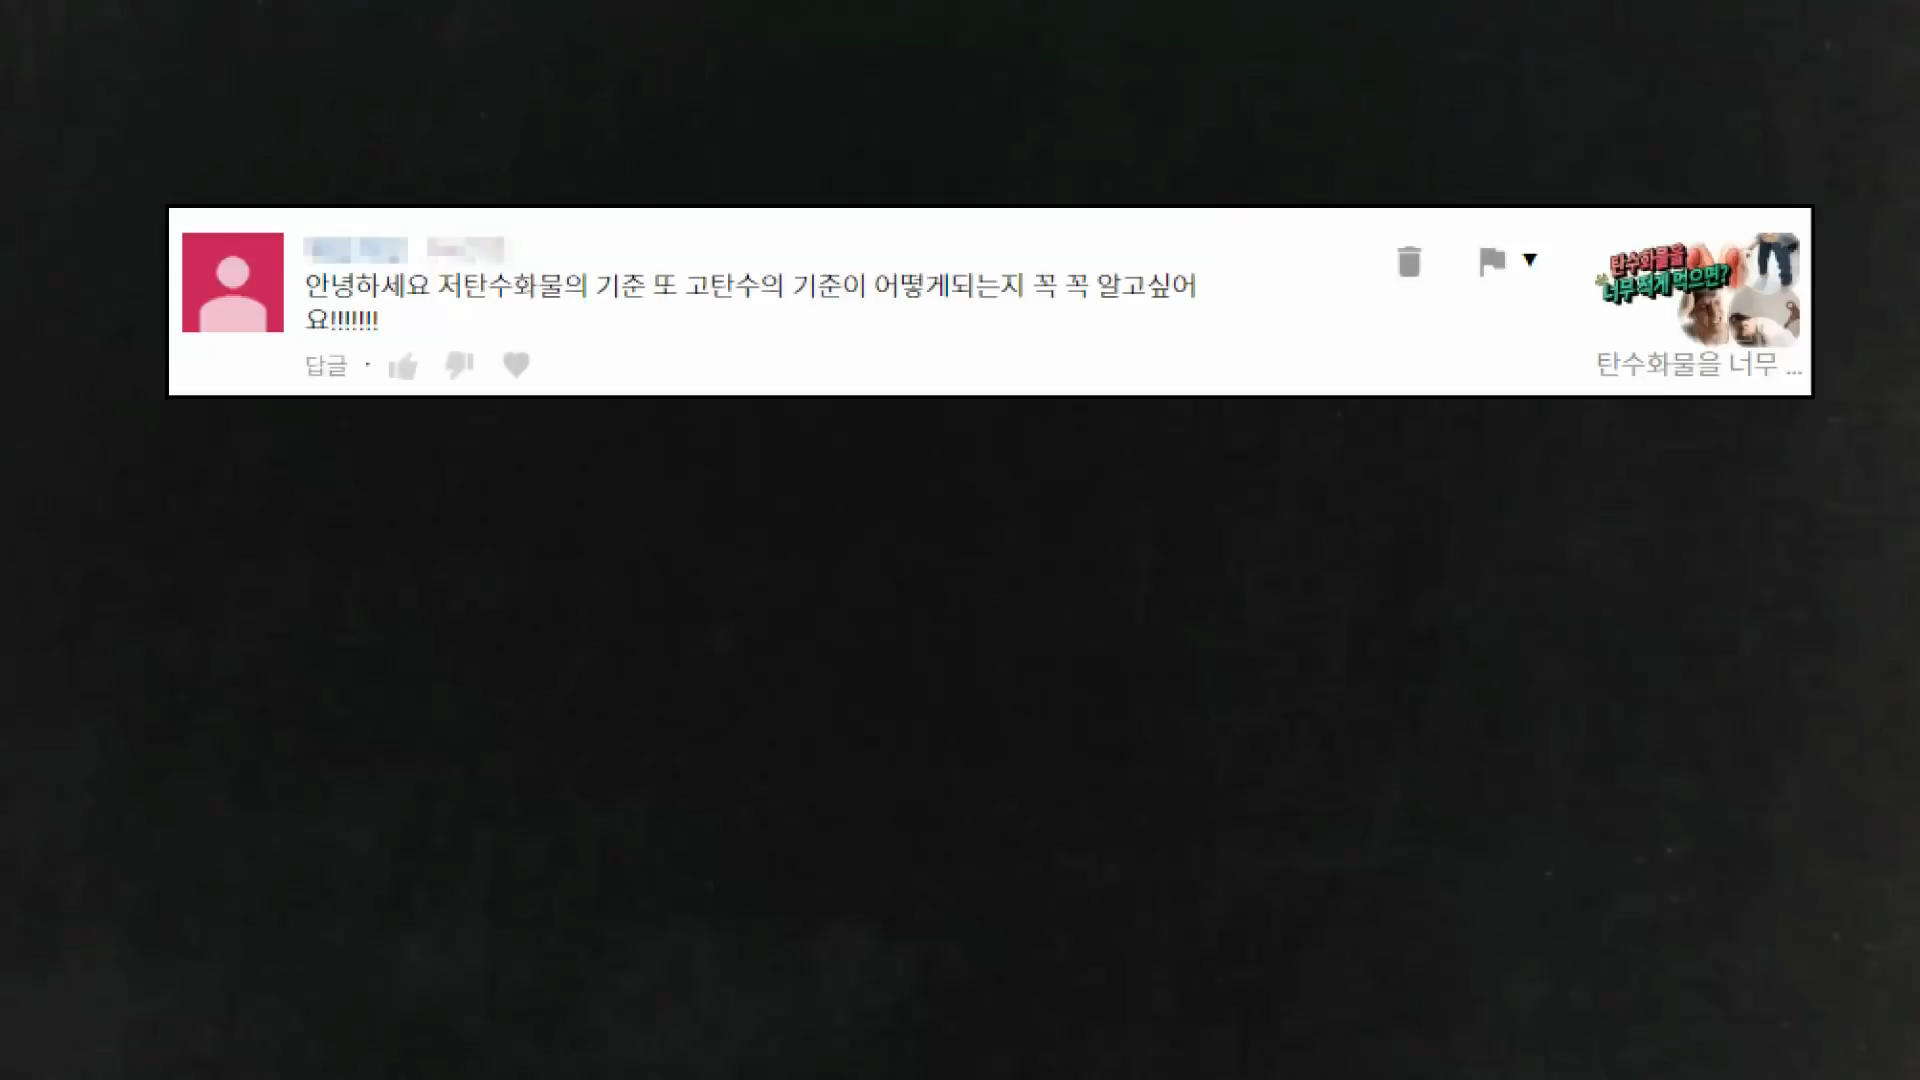 안녕하세요 저탄수화물의 기준 또 고탄수의 기준이 어떻게되는지 꼭 꼭 알고싶어
요!!!!!!!
답글 ·
탄수화물을
너무 적게 먹으면?
탄수화물을 너무 ...